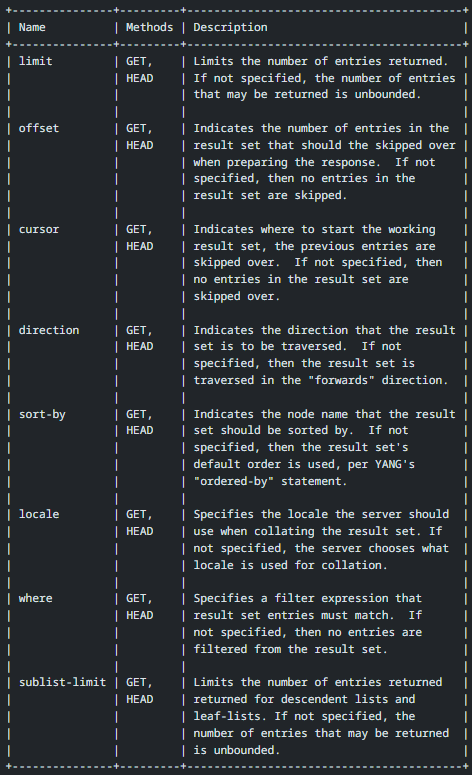 +---------------+---------+-----------------------------------------+
| Name          | Methods | Description                             |
+---------------+---------+-----------------------------------------+
| limit         | GET,    | Limits the number of entries returned.  |
|               | HEAD    | If not specified, the number of entries |
|               |         | that may be returned is unbounded.      |
|               |         |                                         |
| offset        | GET,    | Indicates the number of entries in the  |
|               | HEAD    | result set that should the skipped over |
|               |         | when preparing the response.  If not    |
|               |         | specified, then no entries in the       |
|               |         | result set are skipped.                 |
|               |         |                                         |
| cursor        | GET,    | Indicates where to start the working    |
|               | HEAD    | result set, the previous entries are    |
|               |         | skipped over.  If not specified, then   |
|               |         | no entries in the result set are        |
|               |         | skipped over.                           |
|               |         |                                         |
| direction     | GET,    | Indicates the direction that the result |
|               | HEAD    | set is to be traversed.  If not         |
|               |         | specified, then the result set is       |
|               |         | traversed in the "forwards" direction.  |
|               |         |                                         |
| sort-by       | GET,    | Indicates the node name that the result |
|               | HEAD    | set should be sorted by.  If not        |
|               |         | specified, then the result set's        |
|               |         | default order is used, per YANG's       |
|               |         | "ordered-by" statement.                 |
|               |         |                                         |
| locale        | GET,    | Specifies the locale the server should  |
|               | HEAD    | use when collating the result set. If   |
|               |         | not specified, the server chooses what  |
|               |         | locale is used for collation.           |
|               |         |                                         |
| where         | GET,    | Specifies a filter expression that      |
|               | HEAD    | result set entries must match.  If      |
|               |         | not specified, then no entries are      |
|               |         | filtered from the result set.           |
|               |         |                                         |
| sublist-limit | GET,    | Limits the number of entries returned   |
|               | HEAD    | returned for descendent lists and       |
|               |         | leaf-lists. If not specified, the       |
|               |         | number of entries that may be returned  |
|               |         | is unbounded.                           |
+---------------+---------+-----------------------------------------+